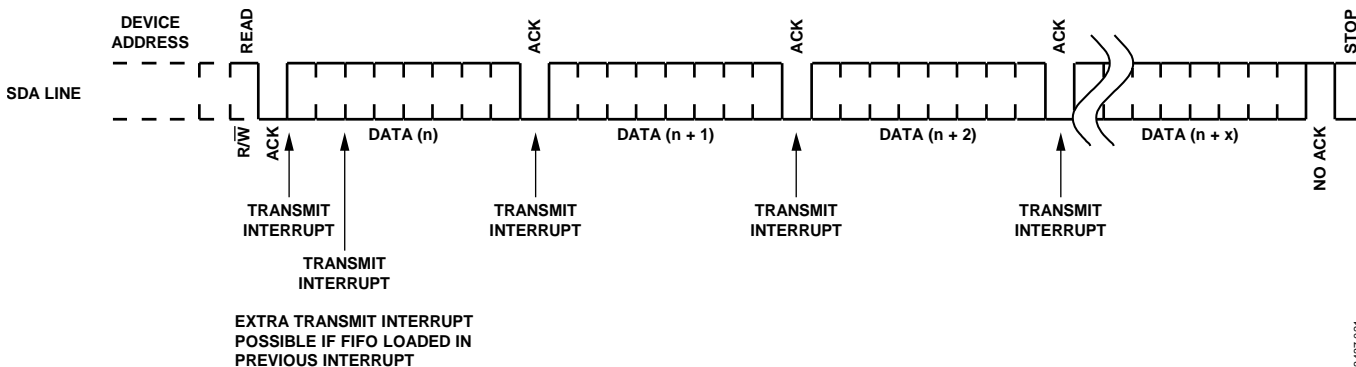 DEVICE
ADDRESS
READ
ACK
ACK
ACK
STOP
SDA LINE
R/W̅
ACK
DATA (n)
DATA (n + 1)
DATA (n + 2)
DATA (n + x)
NO ACK
TRANSMIT
INTERRUPT
TRANSMIT
INTERRUPT
TRANSMIT
INTERRUPT
TRANSMIT
INTERRUPT
TRANSMIT
INTERRUPT
EXTRA TRANSMIT INTERRUPT
POSSIBLE IF FIFO LOADED IN
PREVIOUS INTERRUPT